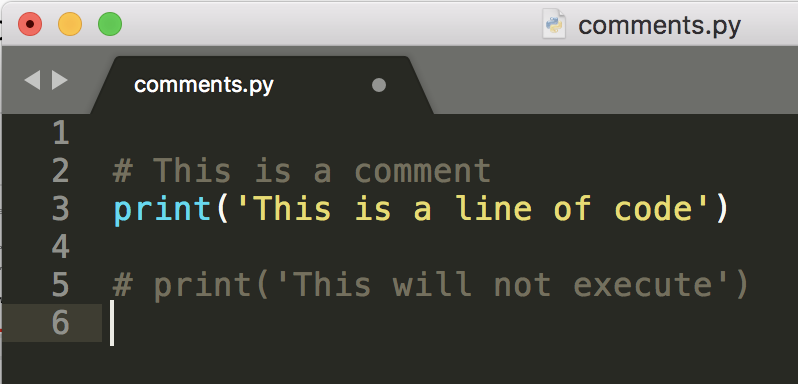 comments.py
comments.py
1
2 # This is a comment
3 print('This is a line of code')
4
5 # print('This will not execute')
6